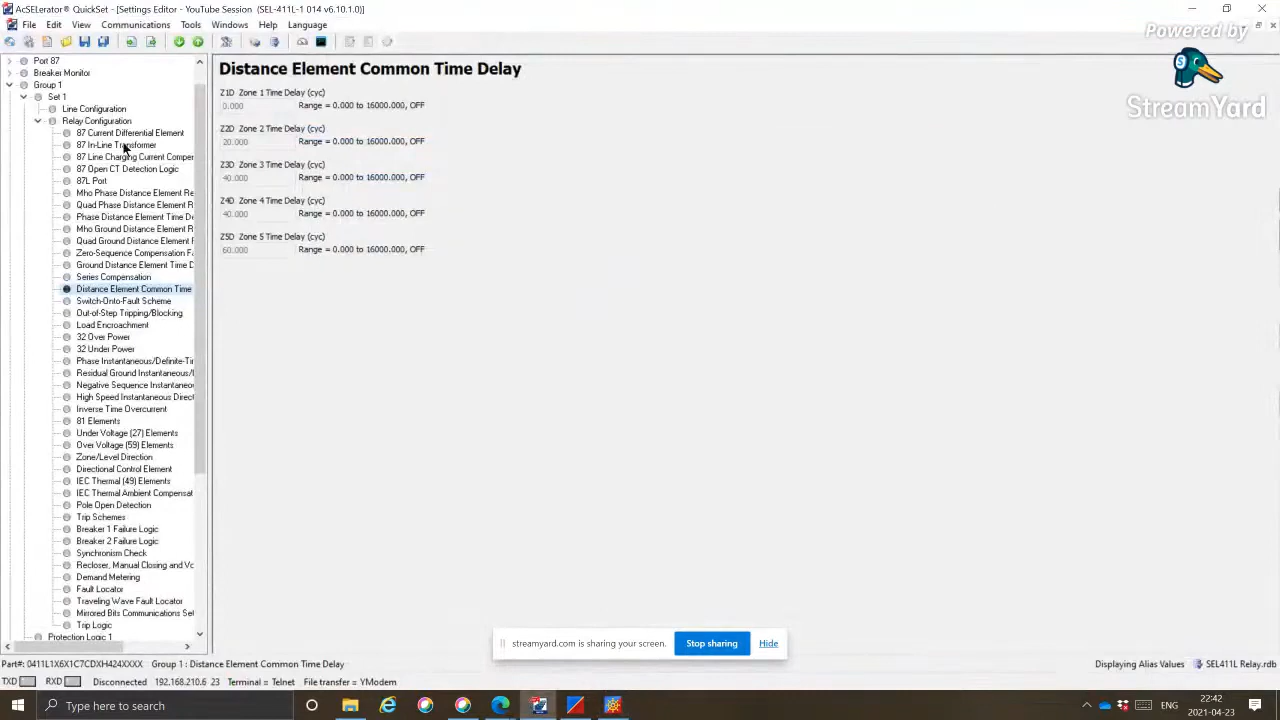 AcSELerator® QuickSet - [Settings Editor - YouTube Session (SEL-411L-1 014 v6.10.1.0)]
File Edit View Communications Tools Windows Help Language
Powered by
StreamYard
Port 87
Breaker Monitor
Group 1
Set 1
Line Configuration
Relay Configuration
87 Current Differential Element
87 In-Line Transformer
87 Line Charging Current Comper
87 Open CT Detection Logic
87L Port
Mho Phase Distance Element Re
Quad Phase Distance Element R
Phase Distance Element Time De
Mho Ground Distance Element R
Quad Ground Distance Element F
Zero-Sequence Compensation Fa
Ground Distance Element Time D
Series Compensation
Distance Element Common Time
Switch-Onto-Fault Scheme
Out-of-Step Tripping/Blocking
Load Encroachment
32 Over Power
32 Under Power
Phase Instantaneous/Definite-Tir
Residual Ground Instantaneous/I
Negative Sequence Instantaneou
High Speed Instantaneous Direct
Inverse Time Overcurrent
81 Elements
Under Voltage (27) Elements
Over Voltage (59) Elements
Zone/Level Direction
Directional Control Element
IEC Thermal (49) Elements
IEC Thermal Ambient Compensat
Pole Open Detection
Trip Schemes
Breaker 1 Failure Logic
Breaker 2 Failure Logic
Synchronism Check
Recloser, Manual Closing and Vo
Demand Metering
Fault Locator
Traveling Wave Fault Locator
Mirrored Bits Communications Set
Trip Logic
Protection Logic 1
Distance Element Common Time Delay
Z1D Zone 1 Time Delay (cyc)
0.000 Range = 0.000 to 16000.000, OFF
Z2D Zone 2 Time Delay (cyc)
20.000 Range = 0.000 to 16000.000, OFF
Z3D Zone 3 Time Delay (cyc)
40.000 Range = 0.000 to 16000.000, OFF
Z4D Zone 4 Time Delay (cyc)
40.000 Range = 0.000 to 16000.000, OFF
Z5D Zone 5 Time Delay (cyc)
60.000 Range = 0.000 to 16000.000, OFF
streamyard.com is sharing your screen. Stop sharing Hide
Part#: 0411L1X6X1C7CDXH424XXXX Group 1 : Distance Element Common Time Delay Displaying Alias Values SEL411L Relay.rdb
TXD RXD Disconnected 192.168.210.6 23 Terminal = Telnet File transfer = YModem
Type here to search
ENG
22:42
2021-04-23